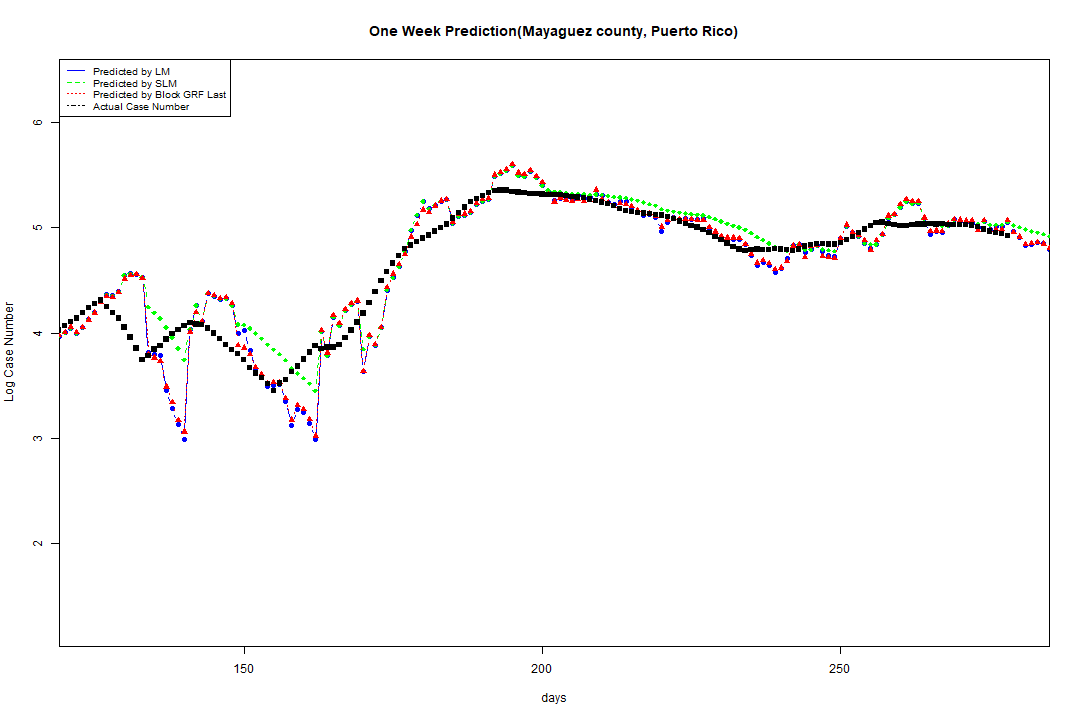 One Week Prediction(Mayaguez county, Puerto Rico)
Predicted by LM
Predicted by SLM
Predicted by Block GRF Last
Actual Case Number
6
5
4
3
2
Log Case Number
150 200 250
days